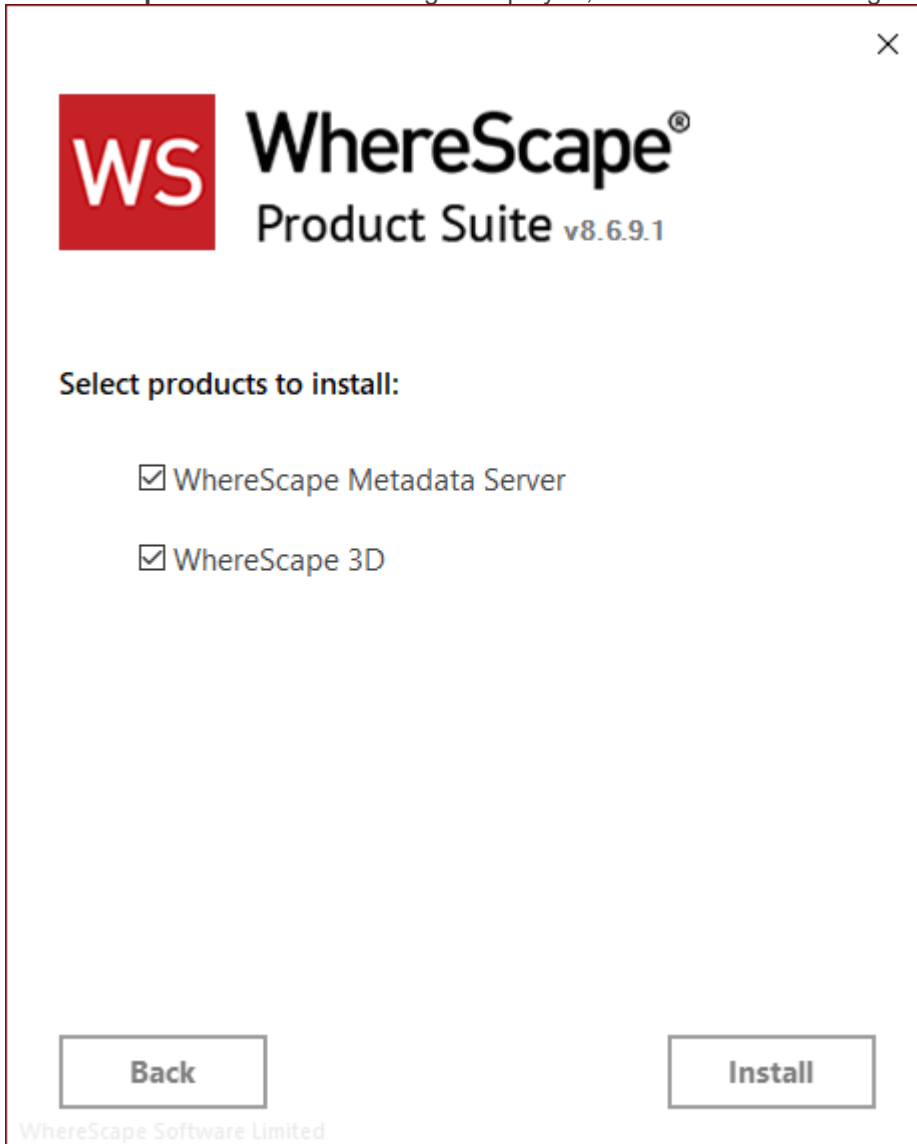 WS
WhereScape®
Product Suite v8.6.9.1
Select products to install:
WhereScape Metadata Server
WhereScape 3D
Back
Install
WhereScape Software Limited